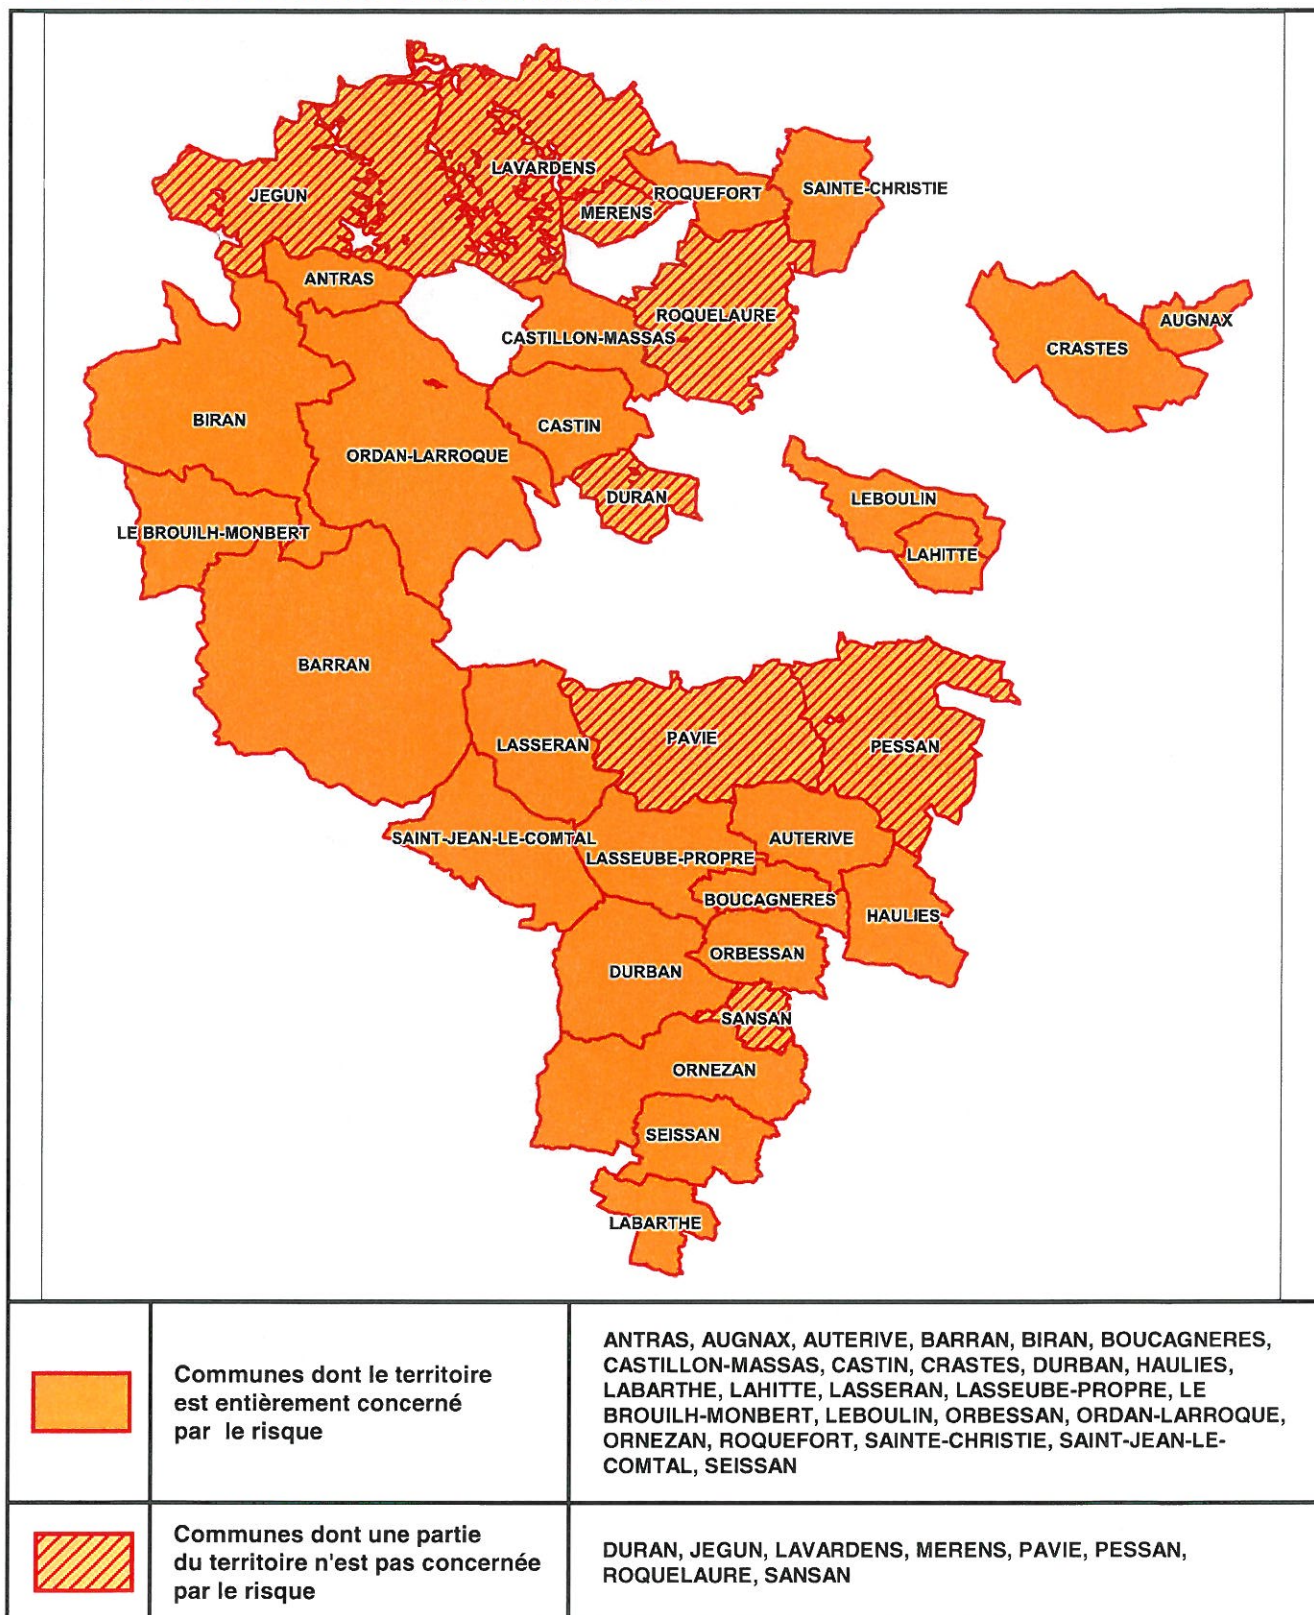 LAVARDENS
JEGUN
ROQUEFORT
SAINTE-CHRISTIE
MERENS
ANTRAS
ROQUELAURE
AUGNAX
CASTILLON-MASSAS
CRASTES
BIRAN
CASTIN
ORDAN-LARROQUE
DURAN
LEBOULIN
LE BROUILH-MONBERT
LAHITTE
BARRAN
PAVIE
LASSERAN
PESSAN
SAINT-JEAN-LE-COMTAL
AUTERIVE
LASSEUBE-PROPRE
BOUCAGNERES
HAULIES
ORBESSAN
DURBAN
SANSAN
ORNEZAN
SEISSAN
LABARTHE
Communes dont le territoire
est entièrement concerné
par le risque
ANTRAS, AUGNAX, AUTERIVE, BARRAN, BIRAN, BOUCAGNERES,
CASTILLON-MASSAS, CASTIN, CRASTES, DURBAN, HAULIES,
LABARTHE, LAHITTE, LASSERAN, LASSEUBE-PROPRE, LE
BROUILH-MONBERT, LEBOULIN, ORBESSAN, ORDAN-LARROQUE,
ORNEZAN, ROQUEFORT, SAINTE-CHRISTIE, SAINT-JEAN-LE-
COMTAL, SEISSAN
Communes dont une partie
du territoire n'est pas concernée
par le risque
DURAN, JEGUN, LAVARDENS, MERENS, PAVIE, PESSAN,
ROQUELAURE, SANSAN